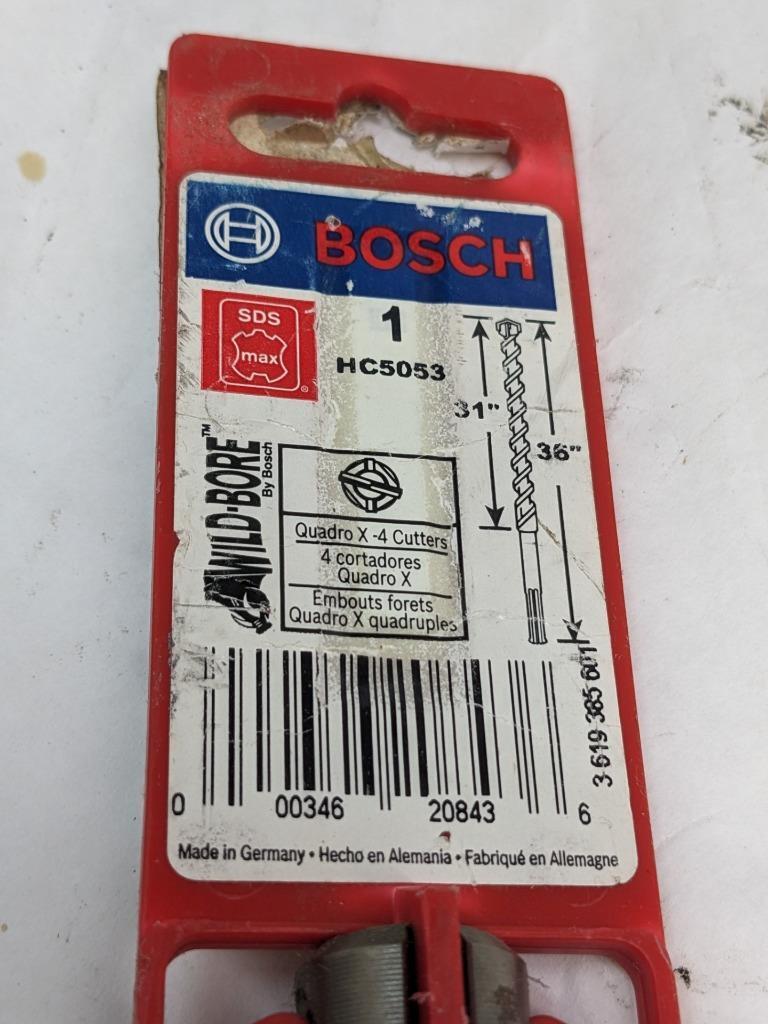 BOSCH
SDS
max
1
HC5053
31"
36"
WILD-BORE™
By Bosch
Quadro X -4 Cutters
4 cortadores
Quadro X
Embouts forets
Quadro X quadruples
3 619 385 601
0 00346 20843 6
Made in Germany • Hecho en Alemania • Fabriqué en Allemagne